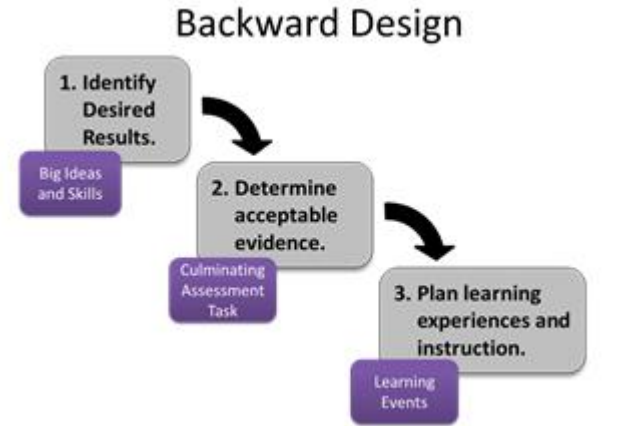 Backward Design
1. Identify
Desired
Results.
Big Ideas
and Skills
2. Determine
acceptable
evidence.
Culminating
Assessment
Task
3. Plan learning
experiences and
instruction.
Learning
Events